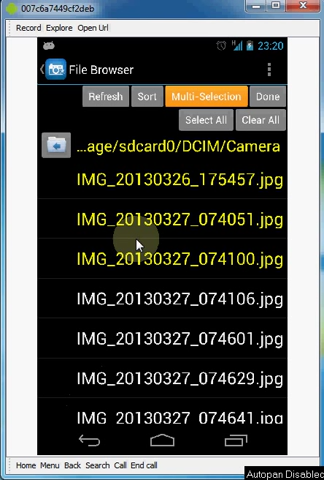 007c6a7449cf2deb
Record Explore Open Url
23:20
File Browser
Refresh Sort Multi-Selection Done
Select All Clear All
...age/sdcard0/DCIM/Camera
IMG_20130326_175457.jpg
IMG_20130327_074051.jpg
IMG_20130327_074100.jpg
IMG_20130327_074106.jpg
IMG_20130327_074601.jpg
IMG_20130327_074629.jpg
IMG_20130327_074641.jpg
Home Menu Back Search Call End call
Autopan Disabled